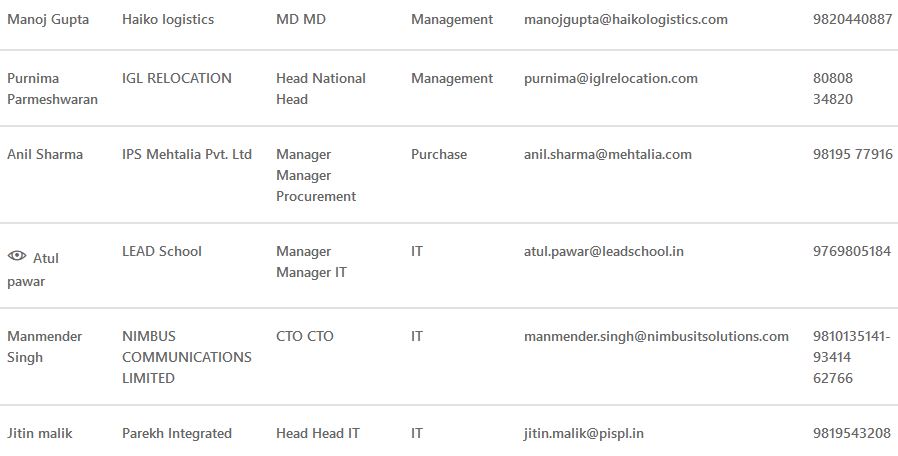 Manoj Gupta Haiko logistics MD MD Management manojgupta@haikologistics.com 9820440887
Purnima IGL RELOCATION Head National Management purnima@iglrelocation.com 80808
Parmeshwaran Head 34820
Anil Sharma IPS Mehtalia Pvt. Ltd Manager Purchase anil.sharma@mehtalia.com 98195 77916
Manager
Procurement
LEAD School Manager IT atul.pawar@leadschool.in 9769805184
Atul Manager IT
pawar
Manmender NIMBUS CTO CTO IT manmender.singh@nimbusitsolutions.com 9810135141-
Singh COMMUNICATIONS 93414
LIMITED 62766
Jitin malik Parekh Integrated Head Head IT IT jitin.malik@pispl.in 9819543208